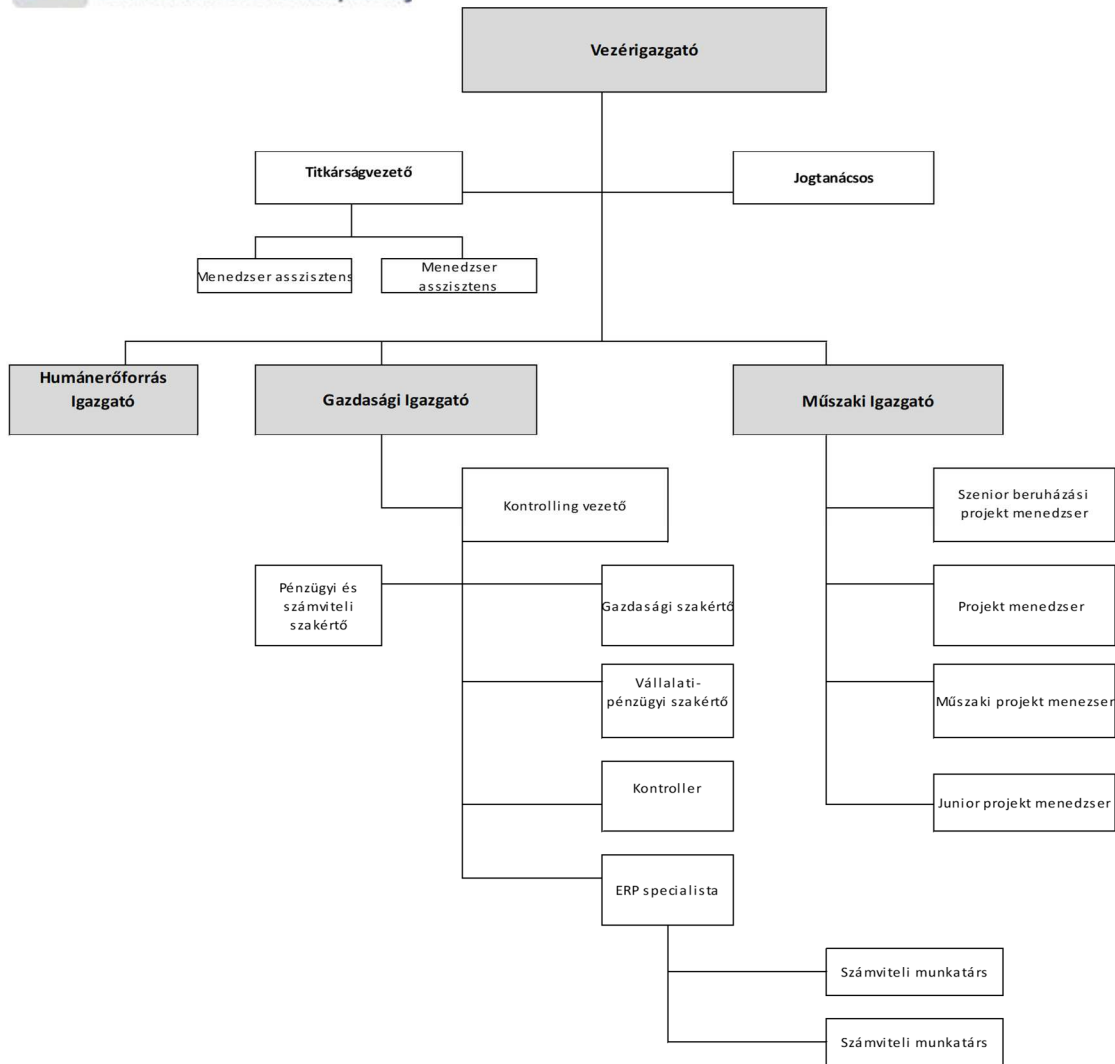 Vezérigazgató
Titkárságvezető
Jogtanácsos
Menedzser asszisztens
Menedzser
asszisztens
Humánerőforrás
Igazgató
Gazdasági Igazgató
Műszaki Igazgató
Kontrolling vezető
Szenior beruházási
projekt menedzser
Pénzügyi és
számviteli
szakértő
Gazdasági szakértő
Projekt menedzser
Vállalati-
pénzügyi szakértő
Műszaki projekt menezser
Kontroller
Junior projekt menedzser
ERP specialista
Számviteli munkatárs
Számviteli munkatárs